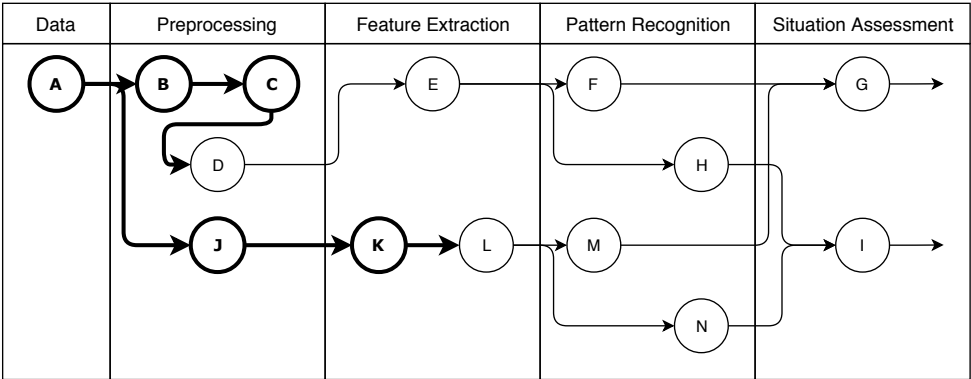 Data Preprocessing Feature Extraction Pattern Recognition Situation Assessment
A B C E F G
D H
J K L M I
N